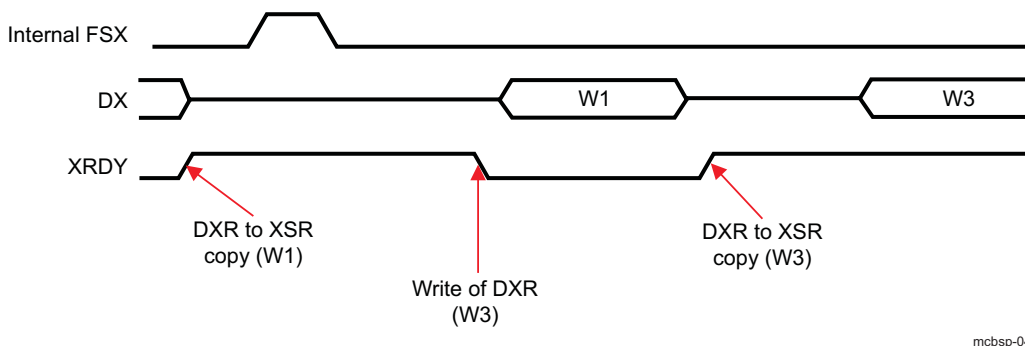 Internal FSX
DX
W1
W3
XRDY
DXR to XSR
copy (W1)
DXR to XSR
copy (W3)
Write of DXR
(W3)